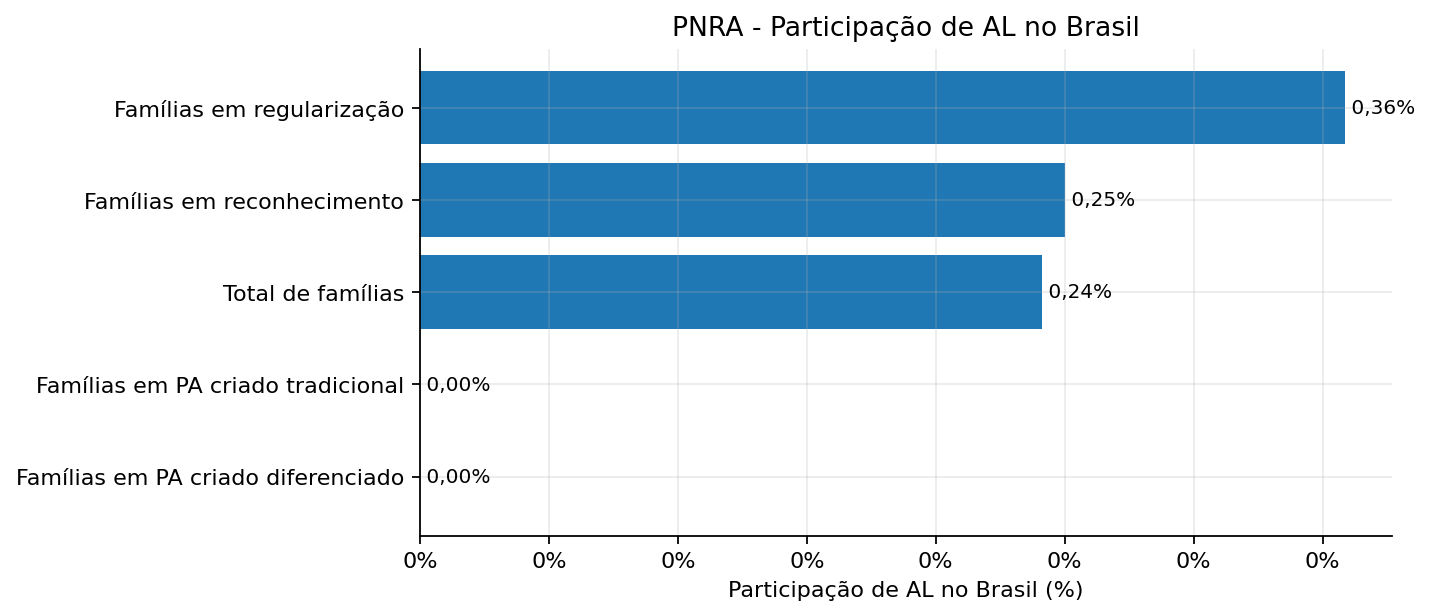 PNRA - Participação de AL no Brasil
Famílias em regularização
0,36%
Famílias em reconhecimento
0,25%
Total de famílias
0,24%
Famílias em PA criado tradicional
0,00%
Famílias em PA criado diferenciado
0,00%
0% 0% 0% 0% 0% 0% 0% 0%
Participação de AL no Brasil (%)